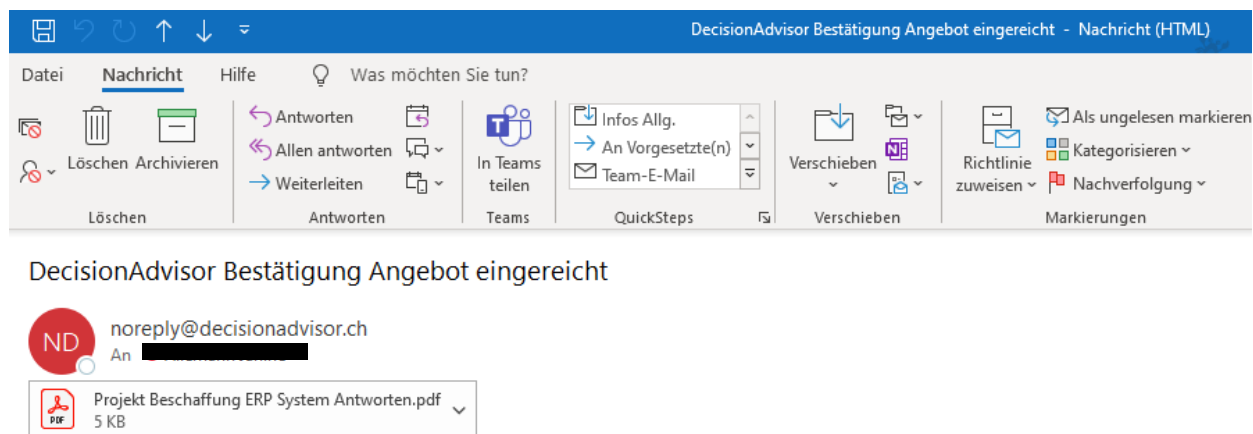 DecisionAdvisor Bestätigung Angebot eingereicht - Nachricht (HTML)
Datei Nachricht Hilfe Was möchten Sie tun?
Löschen Archivieren
Löschen
Antworten
Allen antworten
Weiterleiten
Antworten
In Teams
teilen
Teams
Infos Allg.
An Vorgesetzte(n)
Team-E-Mail
QuickSteps
Verschieben
Verschieben
Richtlinie
zuweisen
Als ungelesen markieren
Kategorisieren
Nachverfolgung
Markierungen
DecisionAdvisor Bestätigung Angebot eingereicht
ND
noreply@decisionadvisor.ch
An
PDF
Projekt Beschaffung ERP System Antworten.pdf
5 KB